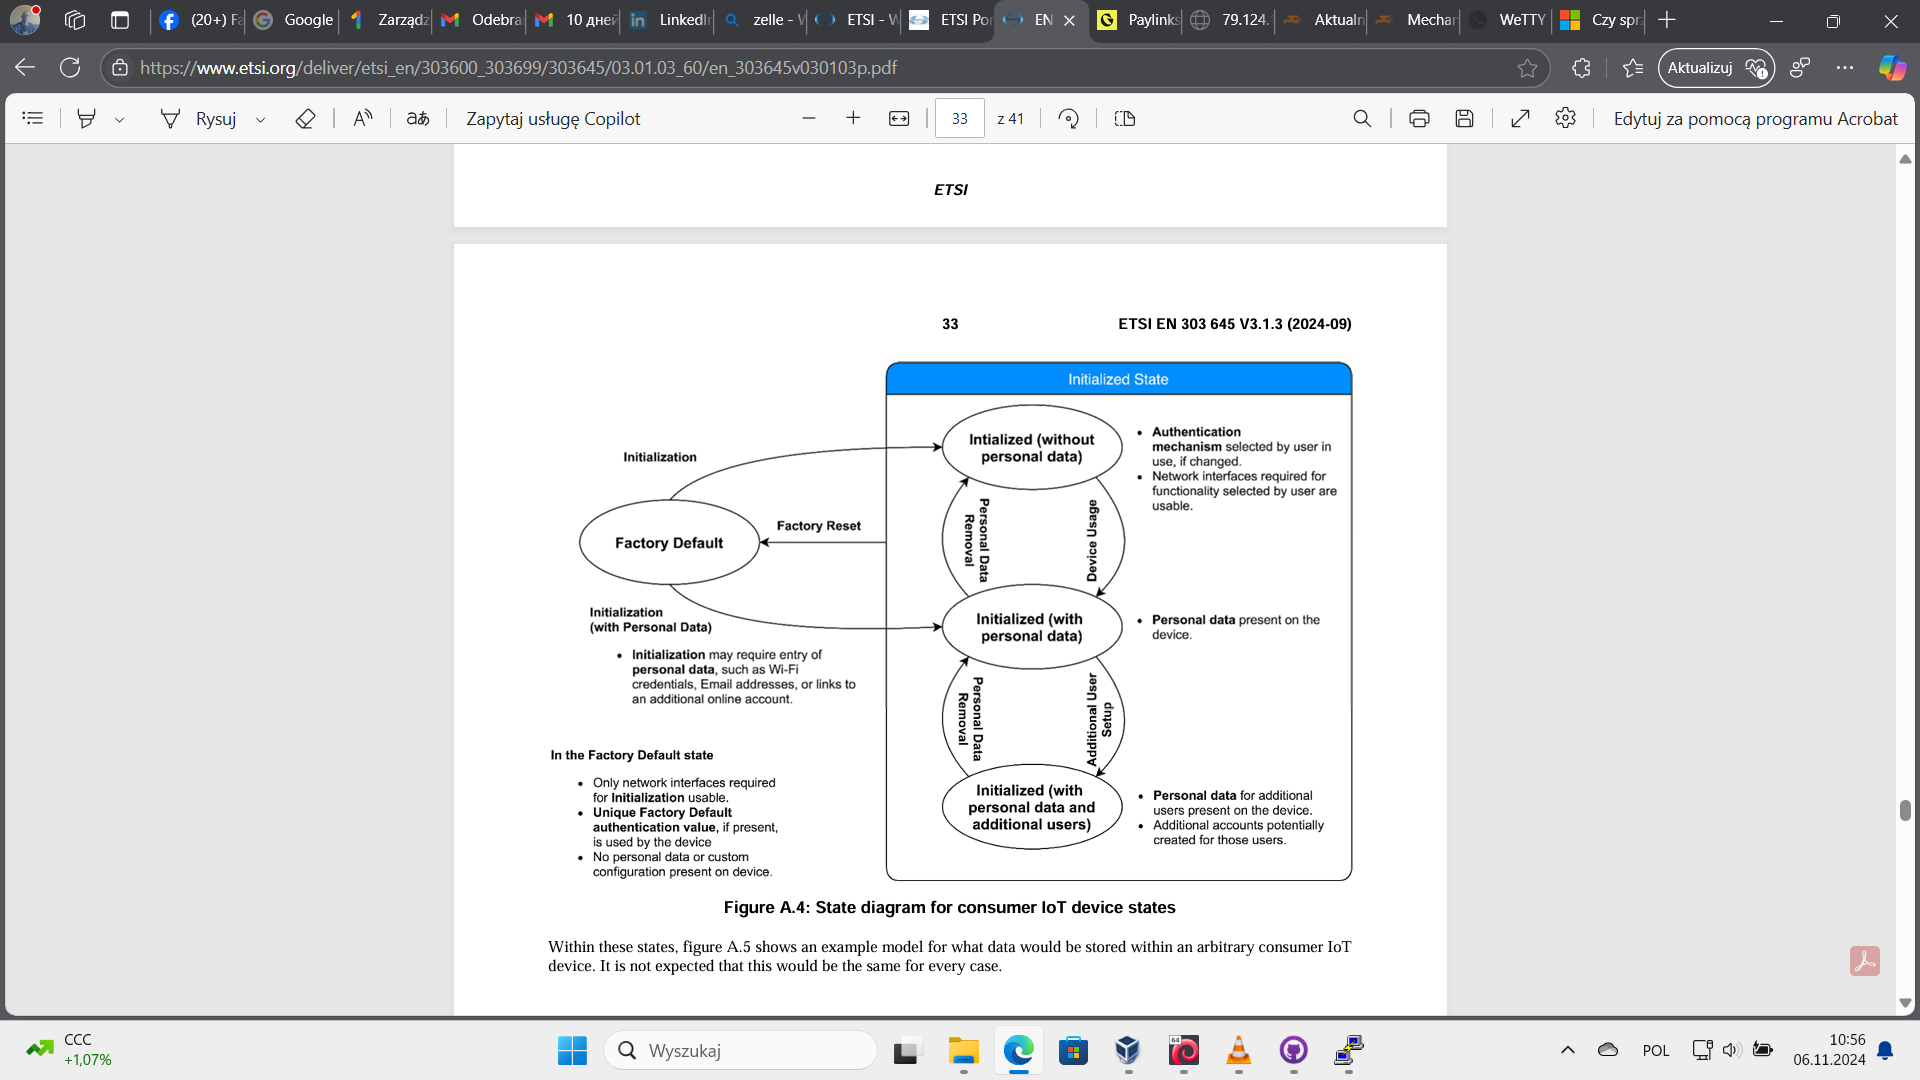 (20+) Fa
Google
Zarządz
Odebra
10 дней
LinkedIn
zelle - W
ETSI - W
ETSI Por
EN
Paylinks
79.124.
Aktualn
Mechan
WeTTY
Czy spr
https://www.etsi.org/deliver/etsi_en/303600_303699/303645/03.01.03_60/en_303645v030103p.pdf
Aktualizuj
Rysuj
aあ
Zapytaj usługę Copilot
33
z 41
Edytuj za pomocą programu Acrobat
ETSI
33
ETSI EN 303 645 V3.1.3 (2024-09)
Initialized State
Intialized (without
personal data)
• Authentication
mechanism selected by user in
use, if changed.
• Network interfaces required for
functionality selected by user are
usable.
Initialization
Personal Data
Removal
Device Usage
Factory Reset
Factory Default
Initialization
(with Personal Data)
• Initialization may require entry of
personal data, such as Wi-Fi
credentials, Email addresses, or links to
an additional online account.
Initialized (with
personal data)
• Personal data present on the
device.
Personal Data
Removal
Additional User
Setup
In the Factory Default state
• Only network interfaces required
for Initialization usable.
• Unique Factory Default
authentication value, if present,
is used by the device
• No personal data or custom
configuration present on device.
Initialized (with
personal data and
additional users)
• Personal data for additional
users present on the device.
• Additional accounts potentially
created for those users.
Figure A.4: State diagram for consumer IoT device states
Within these states, figure A.5 shows an example model for what data would be stored within an arbitrary consumer IoT
device. It is not expected that this would be the same for every case.
CCC
+1,07%
Wyszukaj
64
POL
10:56
06.11.2024